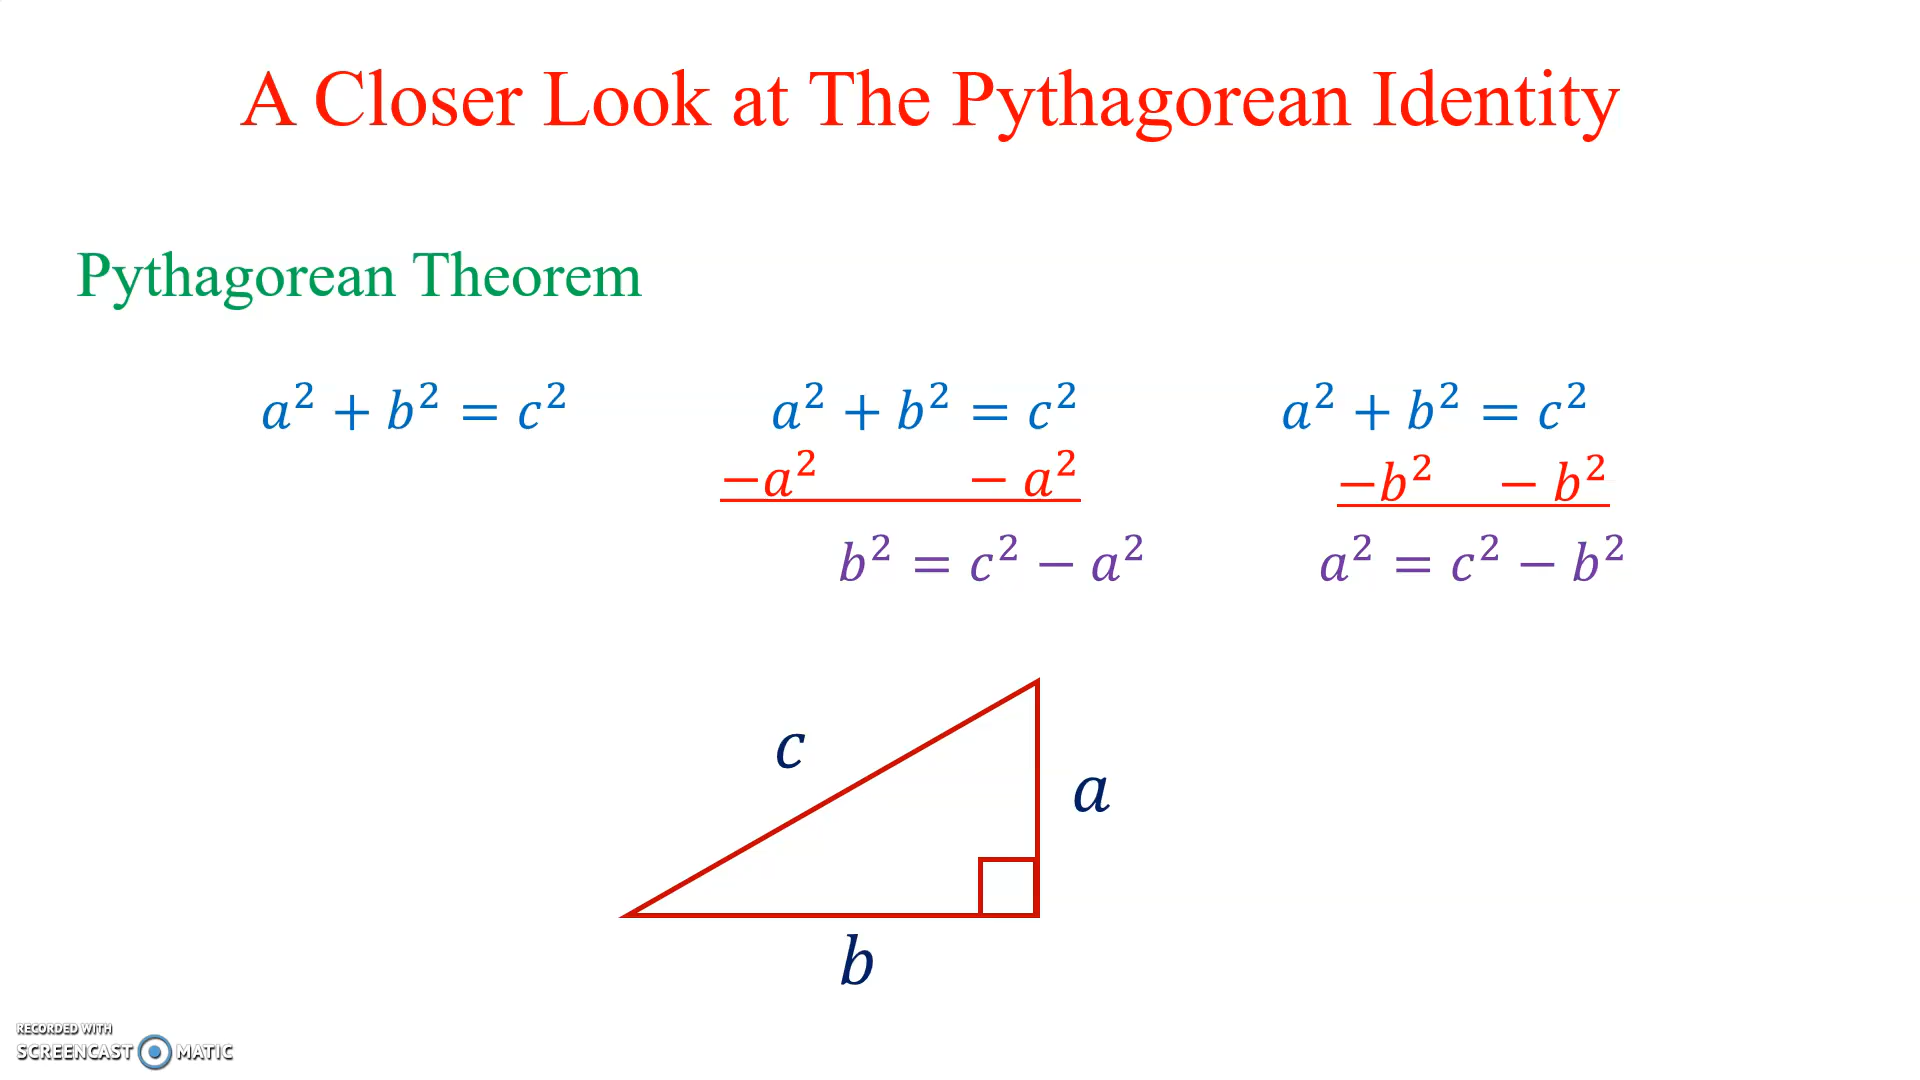 A Closer Look at The Pythagorean Identity
Pythagorean Theorem
a² + b² = c² a² + b² = c² a² + b² = c²
−a² − a² −b² − b²
b² = c² − a² a² = c² − b²
c
a
b
RECORDED WITH
SCREENCAST MATIC